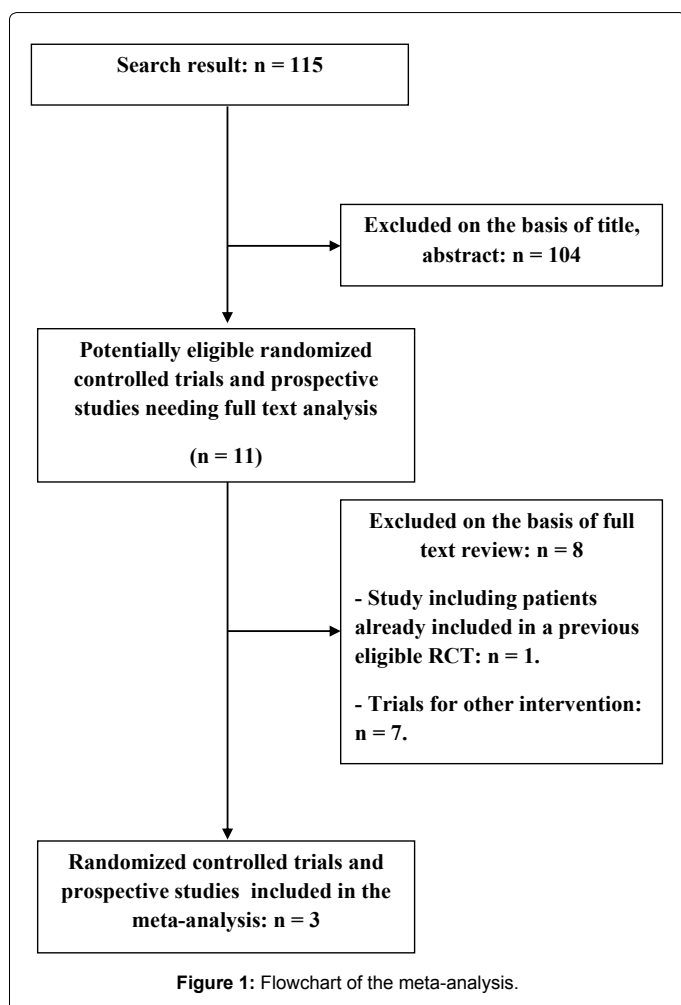 Search result: n = 115
Excluded on the basis of title,
abstract: n = 104
Potentially eligible randomized
controlled trials and prospective
studies needing full text analysis
(n = 11)
Excluded on the basis of full
text review: n = 8
- Study including patients
already included in a previous
eligible RCT: n = 1.
- Trials for other intervention:
n = 7.
Randomized controlled trials and
prospective studies included in the
meta-analysis: n = 3
Figure 1: Flowchart of the meta-analysis.